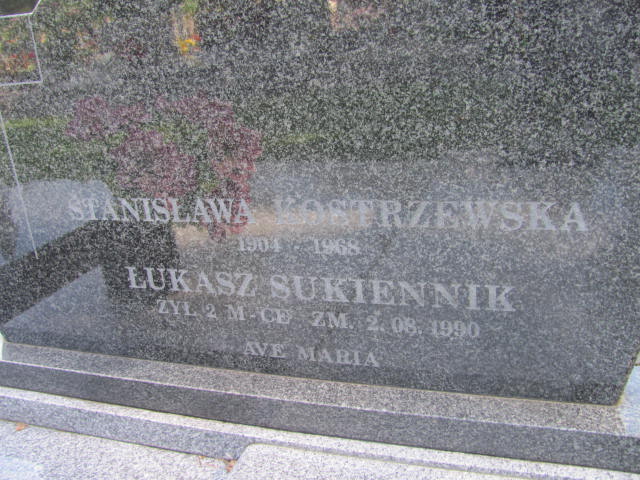 STANISŁAWA KOSTRZEWSKA
1904 - 1968
ŁUKASZ SUKIENNIK
ŻYŁ 2 M-CE ZM. 2.08.1990
AVE MARIA